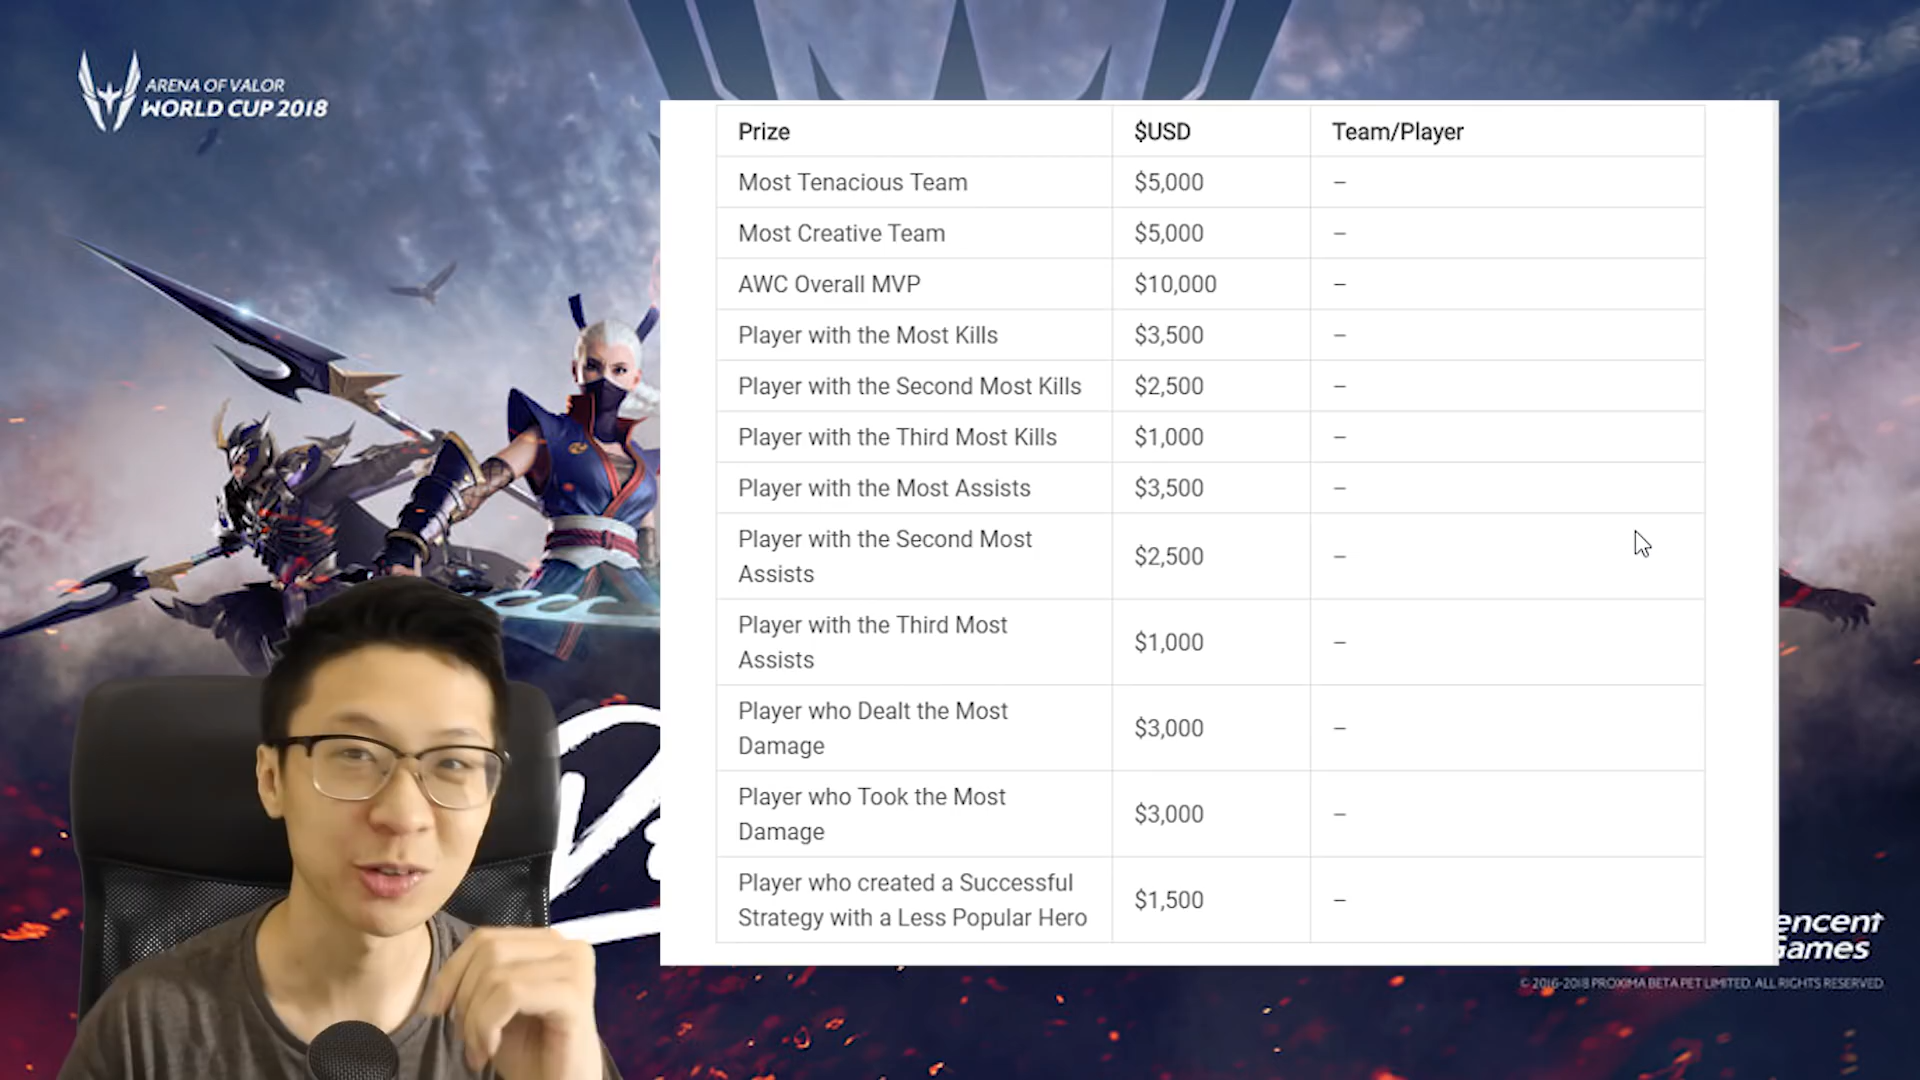 ARENA OF VALOR
WORLD CUP 2018
Prize $USD Team/Player
Most Tenacious Team $5,000 –
Most Creative Team $5,000 –
AWC Overall MVP $10,000 –
Player with the Most Kills $3,500 –
Player with the Second Most Kills $2,500 –
Player with the Third Most Kills $1,000 –
Player with the Most Assists $3,500 –
Player with the Second Most
Assists $2,500 –
Player with the Third Most
Assists $1,000 –
Player who Dealt the Most
Damage $3,000 –
Player who Took the Most
Damage $3,000 –
Player who created a Successful
Strategy with a Less Popular Hero $1,500 –
encent
Games
© 2016-2018 PROXIMA BETA PET LIMITED. ALL RIGHTS RESERVED.